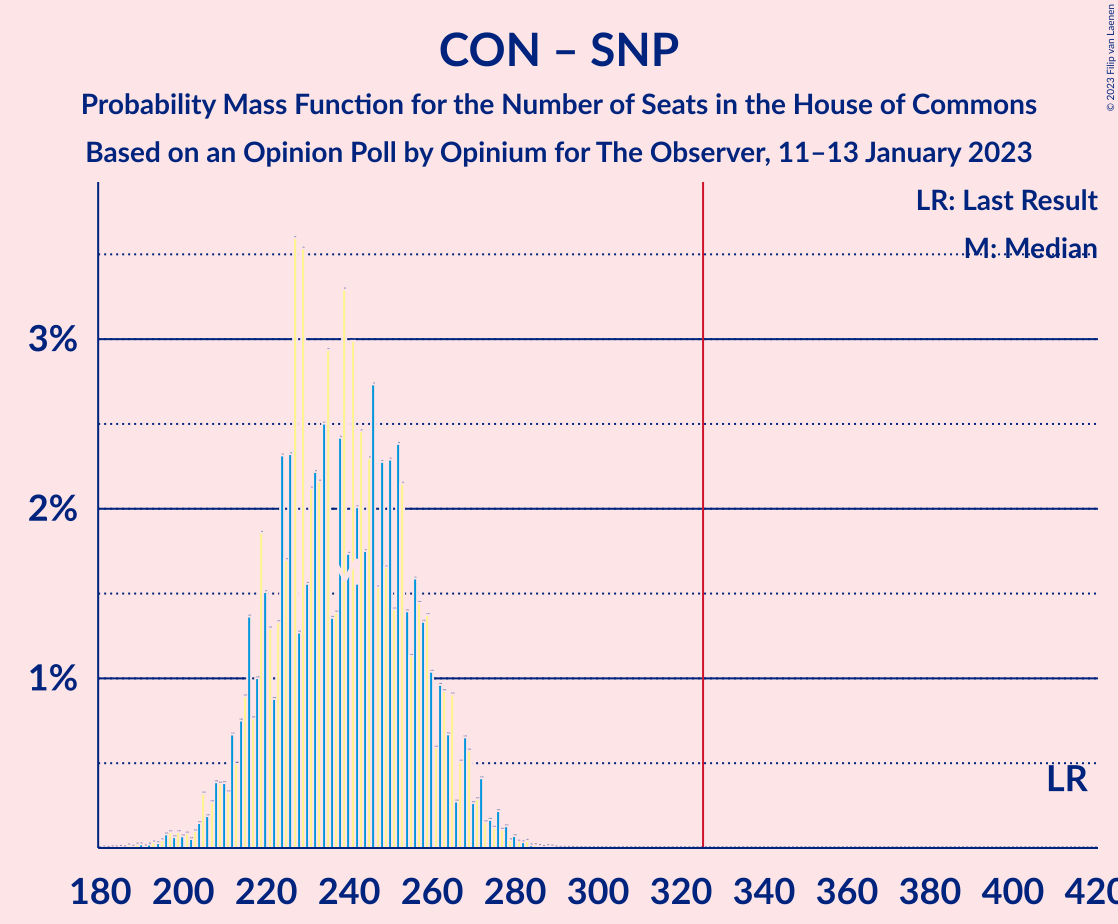 CON – SNP
Probability Mass Function for the Number of Seats in the House of Commons
Based on an Opinion Poll by Opinium for The Observer, 11–13 January 2023
© 2023 Filip van Laenen
LR: Last Result
M: Median
3%
2%
1%
LR
180 200 220 240 260 280 300 320 340 360 380 400 420